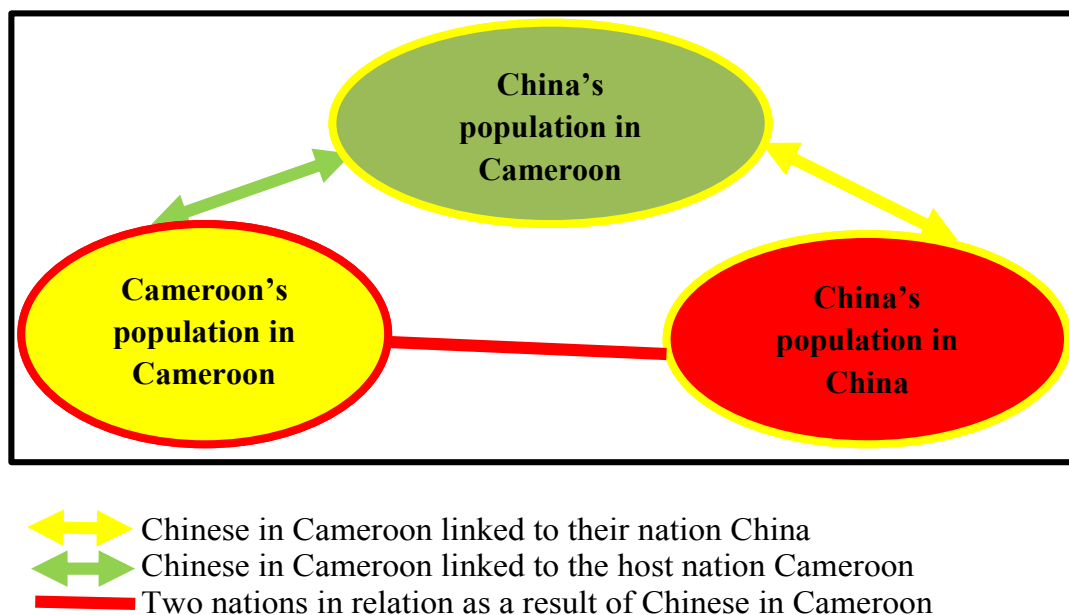 China’s
population in
Cameroon
Cameroon’s
population in
Cameroon
China’s
population in
China
Chinese in Cameroon linked to their nation China
Chinese in Cameroon linked to the host nation Cameroon
Two nations in relation as a result of Chinese in Cameroon